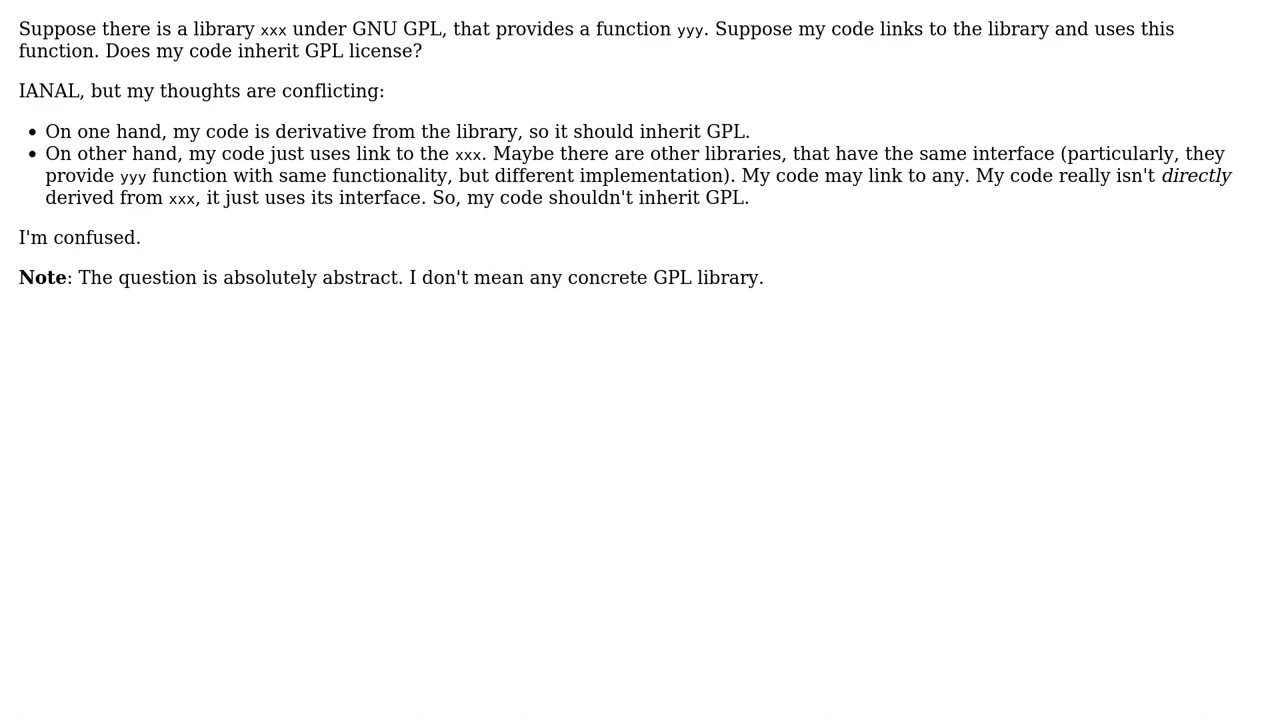 Suppose there is a library xxx under GNU GPL, that provides a function yyy. Suppose my code links to the library and uses this
function. Does my code inherit GPL license?
IANAL, but my thoughts are conflicting:
• On one hand, my code is derivative from the library, so it should inherit GPL.
• On other hand, my code just uses link to the xxx. Maybe there are other libraries, that have the same interface (particularly, they
provide yyy function with same functionality, but different implementation). My code may link to any. My code really isn't directly
derived from xxx, it just uses its interface. So, my code shouldn't inherit GPL.
I'm confused.
Note: The question is absolutely abstract. I don't mean any concrete GPL library.